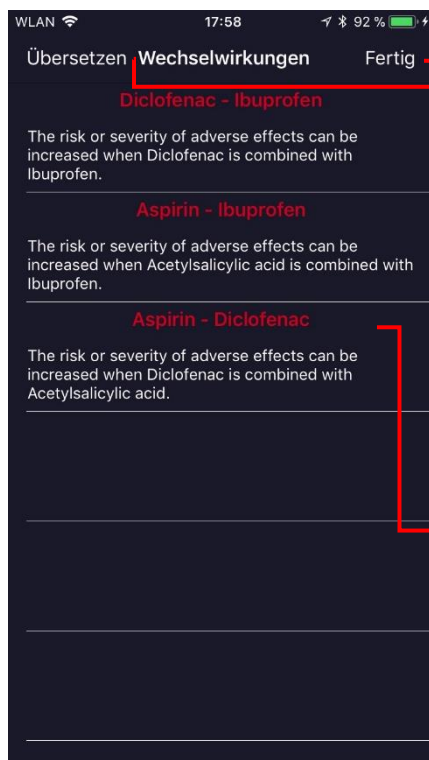 WLAN 17:58 92 %
Übersetzen Wechselwirkungen Fertig
Diclofenac - Ibuprofen
The risk or severity of adverse effects can be
increased when Diclofenac is combined with
Ibuprofen.
Aspirin - Ibuprofen
The risk or severity of adverse effects can be
increased when Acetylsalicylic acid is combined with
Ibuprofen.
Aspirin - Diclofenac
The risk or severity of adverse effects can be
increased when Diclofenac is combined with
Acetylsalicylic acid.